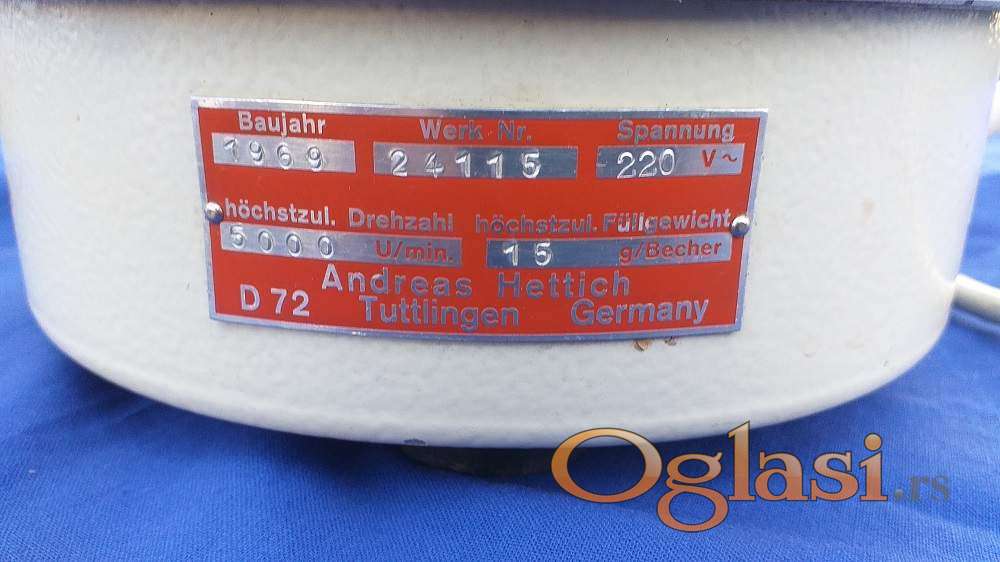 Baujahr Werk Nr. Spannung
1969 24115 220 V~
höchstzul. Drehzahl höchstzul. Füllgewicht
5000 U/min. 15 g/Becher
Andreas Hettich
D 72 Tuttlingen Germany
Oglasi.rs